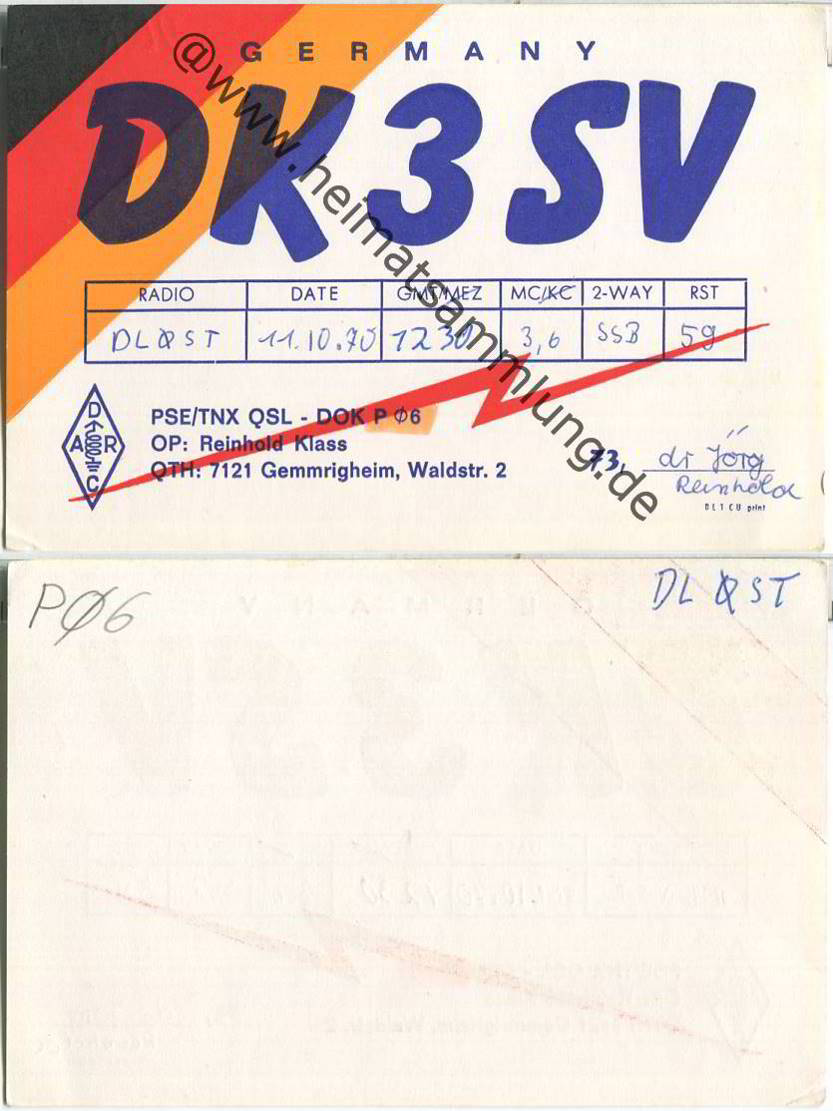 GERMANY
DK3SV
@www.heimatsammlung.de
RADIO DATE GMT/MEZ MC/KC 2-WAY RST
DLØST 11.10.70 1230 3,6 SSB 59
DARC
PSE/TNX QSL - DOK P Ø6
OP: Reinhold Klass
QTH: 7121 Gemmrigheim, Waldstr. 2
73, dr Jörg
Reinhold
DL1CU print
PØ6
DLØST